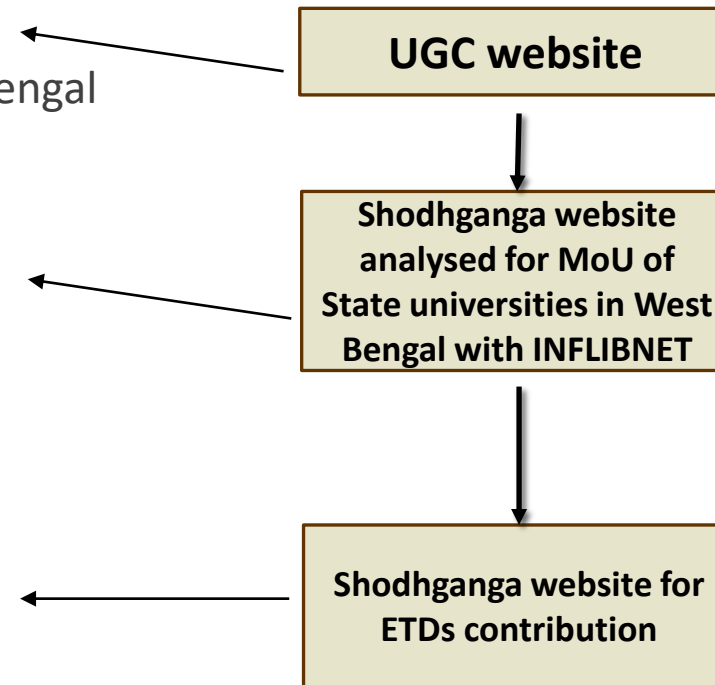 UGC website
engal
Shodhganga website
analysed for MoU of
State universities in West
Bengal with INFLIBNET
Shodhganga website for
ETDs contribution